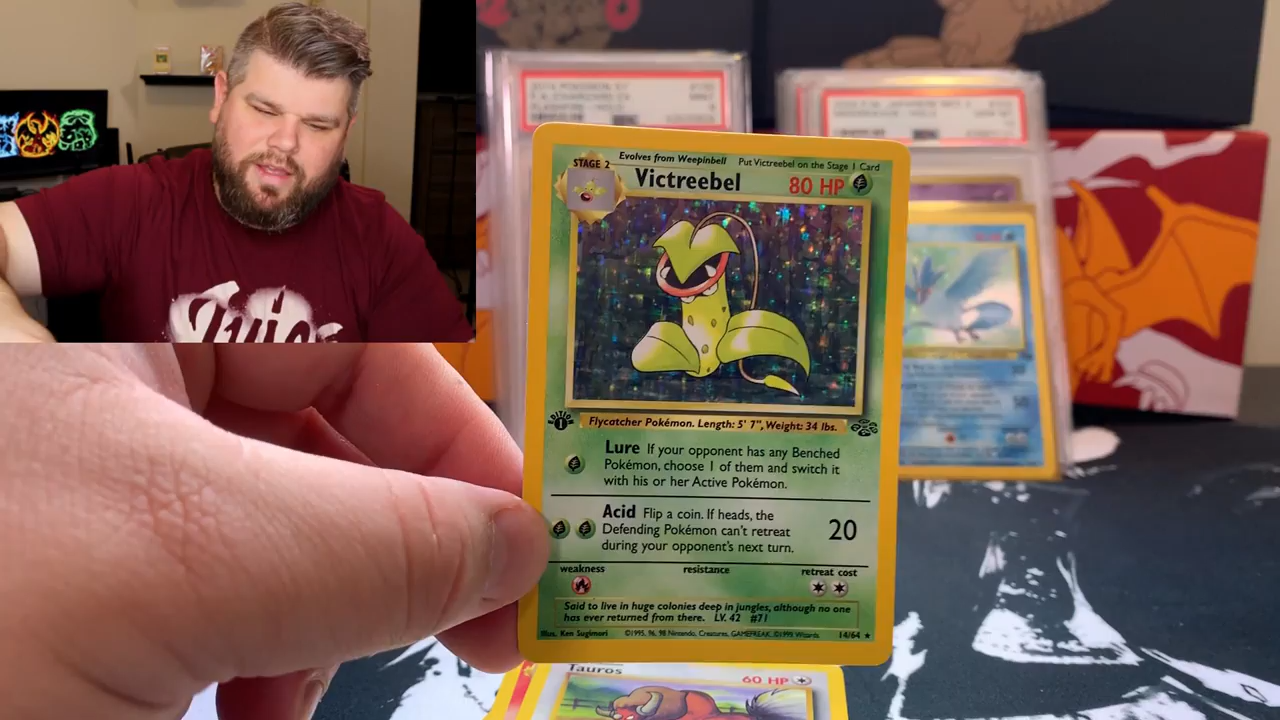 STAGE 2
Evolves from Weepinbell
Put Victreebel on the Stage 1 Card
Victreebel
80 HP
EDITION
1
Flycatcher Pokémon. Length: 5' 7", Weight: 34 lbs.
Lure If your opponent has any Benched
Pokémon, choose 1 of them and switch it
with his or her Active Pokémon.
Acid Flip a coin. If heads, the
Defending Pokémon can't retreat
during your opponent's next turn.
20
weakness
resistance
retreat cost
Said to live in huge colonies deep in jungles, although no one
has ever returned from there. LV. 42 #71
Illus. Ken Sugimori
©1995, 96, 98 Nintendo, Creatures, GAMEFREAK. ©1999 Wizards.
14/64
Tauros
60 HP